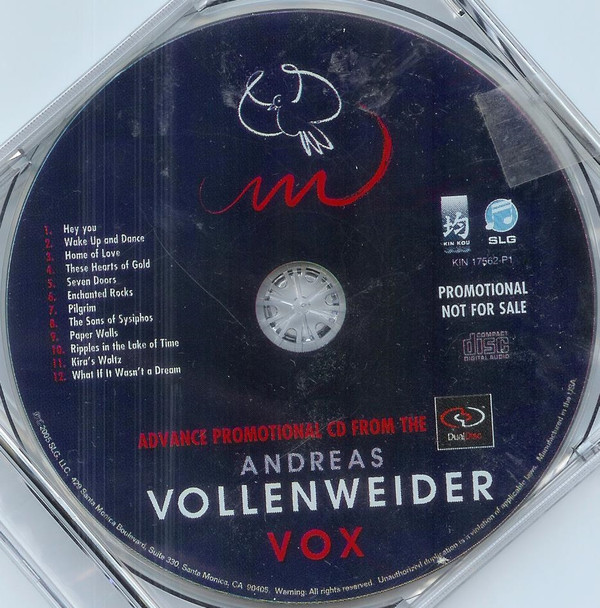 1. Hey you
2. Wake Up and Dance
3. Home of Love
4. These Hearts of Gold
5. Seven Doors
6. Enchanted Rocks
7. Pilgrim
8. The Sons of Sysiphos
9. Paper Walls
10. Ripples in the Lake of Time
11. Kira's Waltz
12. What If It Wasn't a Dream
均
KIN KOU
SLG
KIN 17562-P1
PROMOTIONAL
NOT FOR SALE
COMPACT
disc
DIGITAL AUDIO
ADVANCE PROMOTIONAL CD FROM THE
DualDisc
ANDREAS
VOLLENWEIDER
VOX
2005 SLG, LLC. 429 Santa Monica Boulevard, Suite 330, Santa Monica, CA 90405. Warning: All rights reserved. Unauthorized duplication is a violation of applicable laws. Manufactured in the USA.